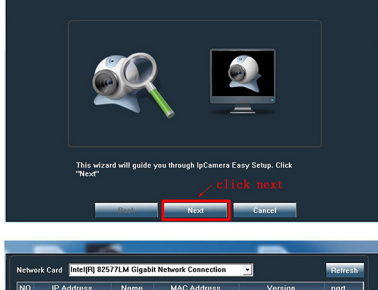 This wizard will guide you through IpCamera Easy Setup. Click
"Next"
click next
Next
Cancel
Network Card Intel(R) 82577LM Gigabit Network Connection
Refresh
NO IP Address Name MAC Address Version port